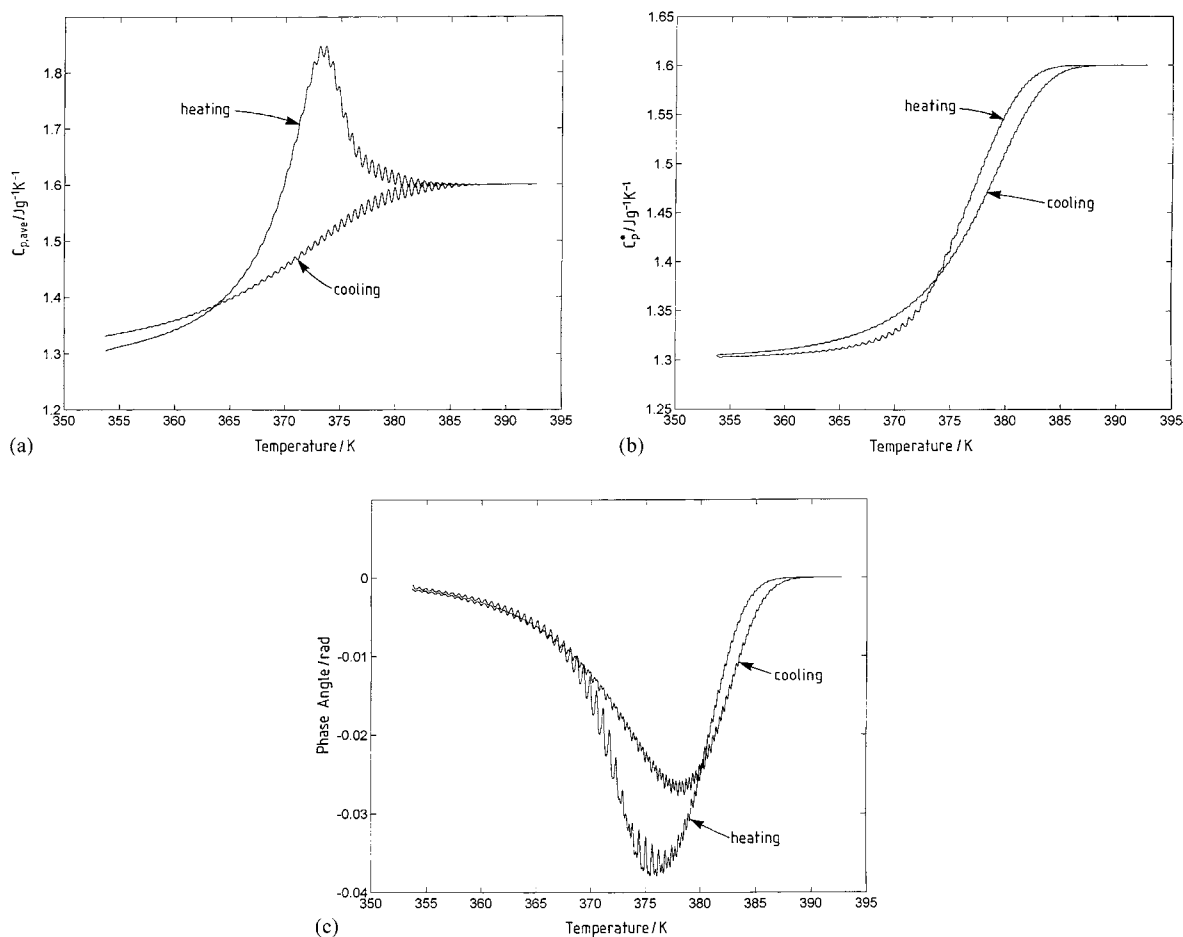 1.8
1.7
1.6
1.5
1.4
1.3
1.2
C_p,ave/Jg⁻¹K⁻¹
heating
cooling
350 355 360 365 370 375 380 385 390 395
Temperature/K
(a)
1.65
1.6
1.55
1.5
1.45
1.4
1.35
1.3
1.25
C_p*/Jg⁻¹K⁻¹
heating
cooling
350 355 360 365 370 375 380 385 390 395
Temperature/K
(b)
0
-0.01
-0.02
-0.03
-0.04
Phase Angle/rad
cooling
heating
350 355 360 365 370 375 380 385 390 395
Temperature/K
(c)